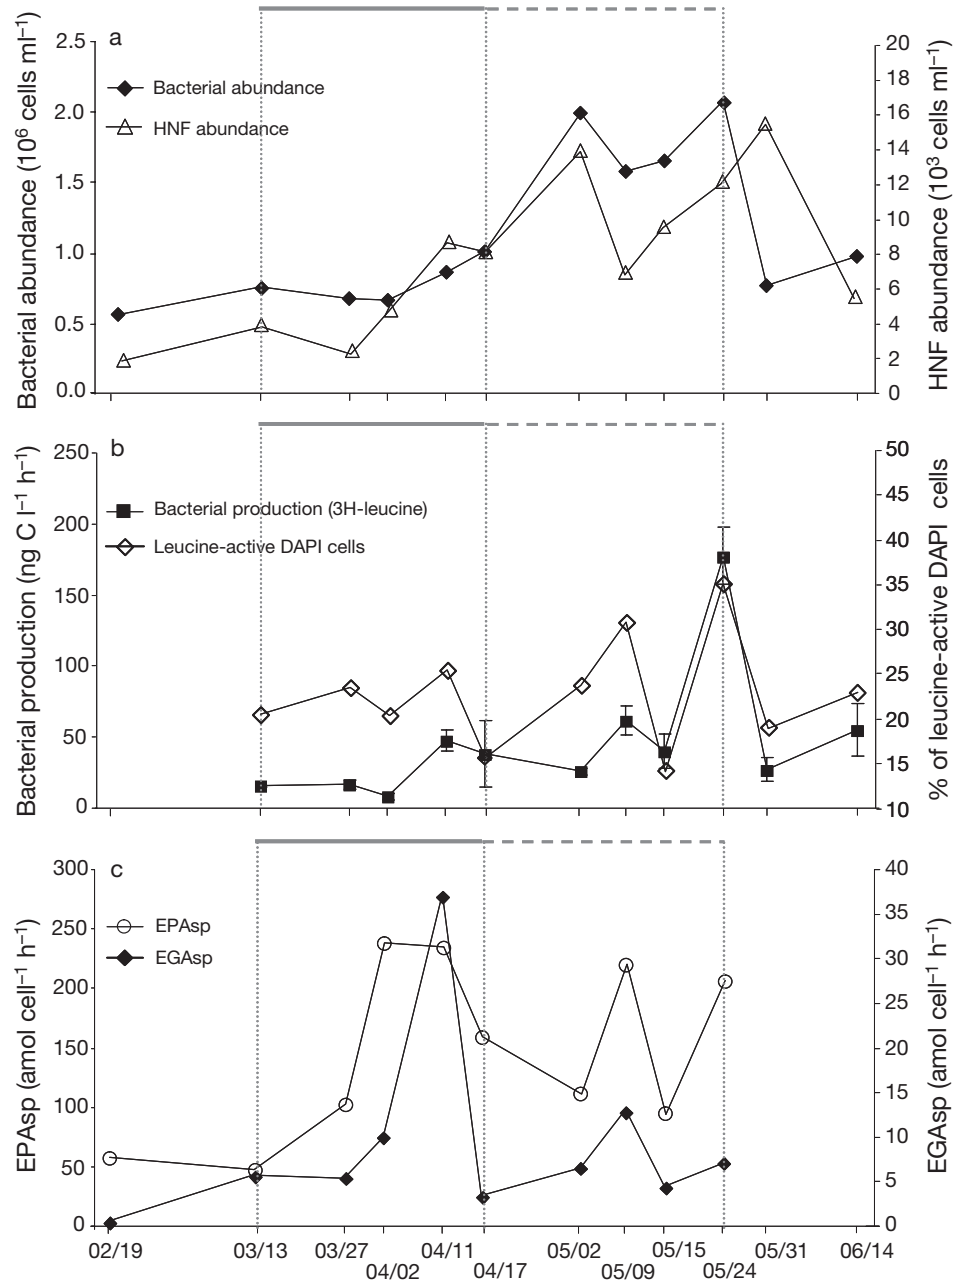 a
Bacterial abundance (10⁶ cells ml⁻¹)
2.5
2.0
1.5
1.0
0.5
0.0
Bacterial abundance
HNF abundance
20
18
16
14
12
10
8
6
4
2
0
HNF abundance (10³ cells ml⁻¹)
b
Bacterial production (ng C l⁻¹ h⁻¹)
250
200
150
100
50
0
Bacterial production (3H-leucine)
Leucine-active DAPI cells
50
45
40
35
30
25
20
15
10
% of leucine-active DAPI cells
c
EPAsp (amol cell⁻¹ h⁻¹)
300
250
200
150
100
50
0
EPAsp
EGAsp
40
35
30
25
20
15
10
5
0
EGAsp (amol cell⁻¹ h⁻¹)
02/19 03/13 03/27 04/11 05/02 05/15 05/31 06/14
04/02 04/17 05/09 05/24